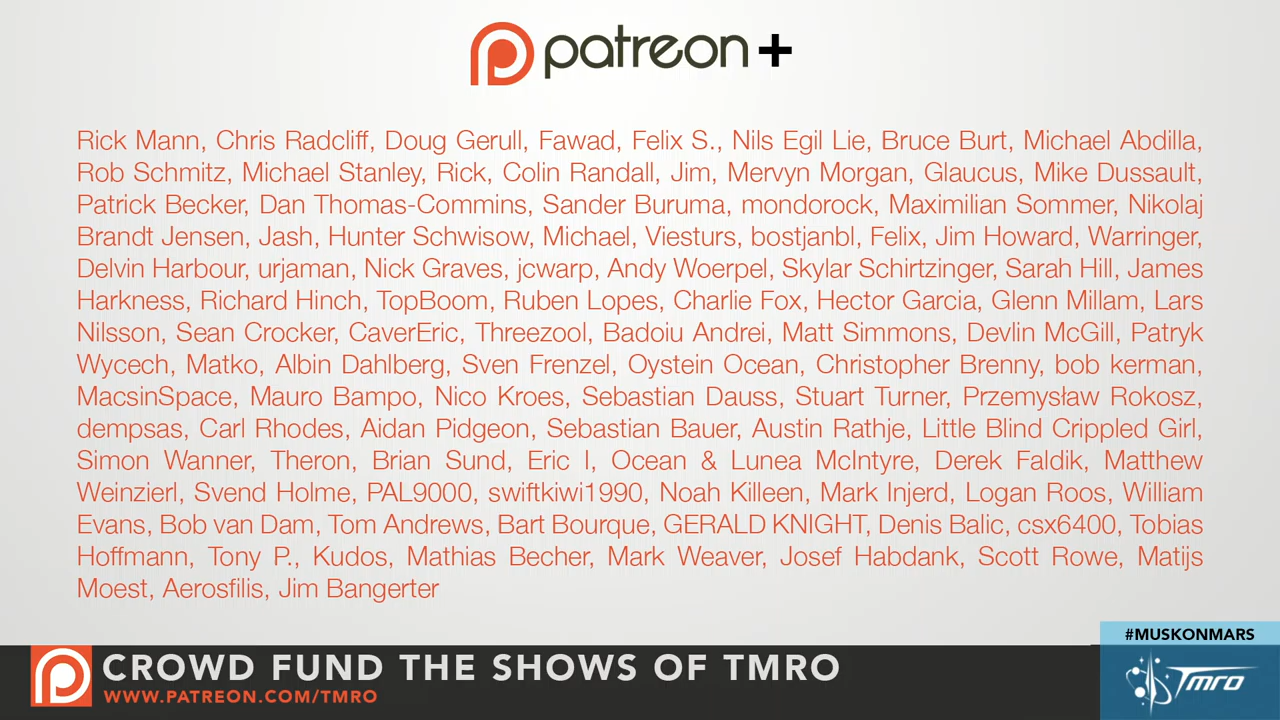 patreon+
Rick Mann, Chris Radcliff, Doug Gerull, Fawad, Felix S., Nils Egil Lie, Bruce Burt, Michael Abdilla,
Rob Schmitz, Michael Stanley, Rick, Colin Randall, Jim, Mervyn Morgan, Glaucus, Mike Dussault,
Patrick Becker, Dan Thomas-Commins, Sander Buruma, mondorock, Maximilian Sommer, Nikolaj
Brandt Jensen, Jash, Hunter Schwisow, Michael, Viesturs, bostjanbl, Felix, Jim Howard, Warringer,
Delvin Harbour, urjaman, Nick Graves, jcwarp, Andy Woerpel, Skylar Schirtzinger, Sarah Hill, James
Harkness, Richard Hinch, TopBoom, Ruben Lopes, Charlie Fox, Hector Garcia, Glenn Millam, Lars
Nilsson, Sean Crocker, CaverEric, Threezool, Badoiu Andrei, Matt Simmons, Devlin McGill, Patryk
Wycech, Matko, Albin Dahlberg, Sven Frenzel, Oystein Ocean, Christopher Brenny, bob kerman,
MacsinSpace, Mauro Bampo, Nico Kroes, Sebastian Dauss, Stuart Turner, Przemysław Rokosz,
dempsas, Carl Rhodes, Aidan Pidgeon, Sebastian Bauer, Austin Rathje, Little Blind Crippled Girl,
Simon Wanner, Theron, Brian Sund, Eric I, Ocean & Lunea McIntyre, Derek Faldik, Matthew
Weinzierl, Svend Holme, PAL9000, swiftkiwi1990, Noah Killeen, Mark Injerd, Logan Roos, William
Evans, Bob van Dam, Tom Andrews, Bart Bourque, GERALD KNIGHT, Denis Balic, csx6400, Tobias
Hoffmann, Tony P., Kudos, Mathias Becher, Mark Weaver, Josef Habdank, Scott Rowe, Matijs
Moest, Aerosfilis, Jim Bangerter
#MUSKONMARS
CROWD FUND THE SHOWS OF TMRO
WWW.PATREON.COM/TMRO
Tmro